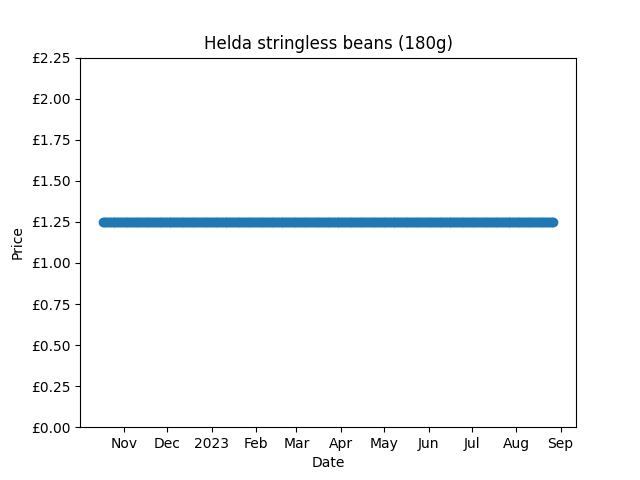 Helda stringless beans (180g)
£2.25
£2.00
£1.75
£1.50
£1.25
£1.00
£0.75
£0.50
£0.25
£0.00
Price
Nov Dec 2023 Feb Mar Apr May Jun Jul Aug Sep
Date